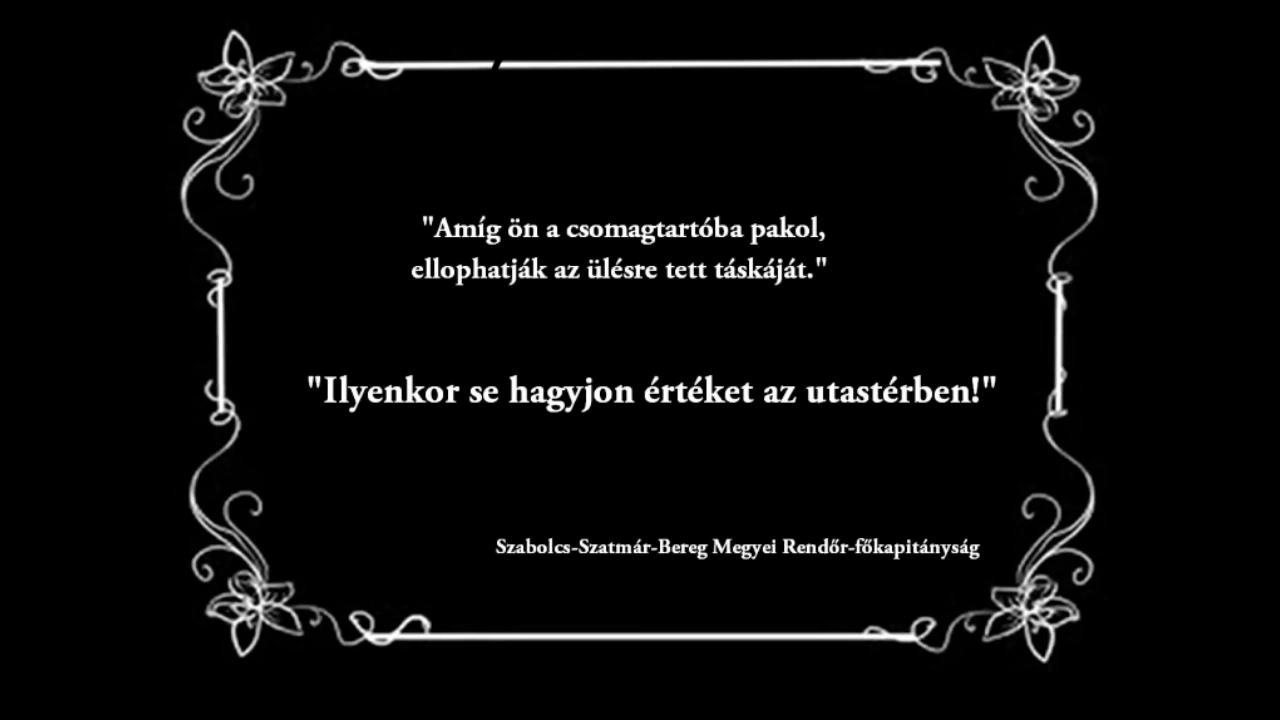 "Amíg ön a csomagtartóba pakol,
ellophatják az ülésre tett táskáját."
"Ilyenkor se hagyjon értéket az utastérben!"
Szabolcs-Szatmár-Bereg Megyei Rendőr-főkapitányság